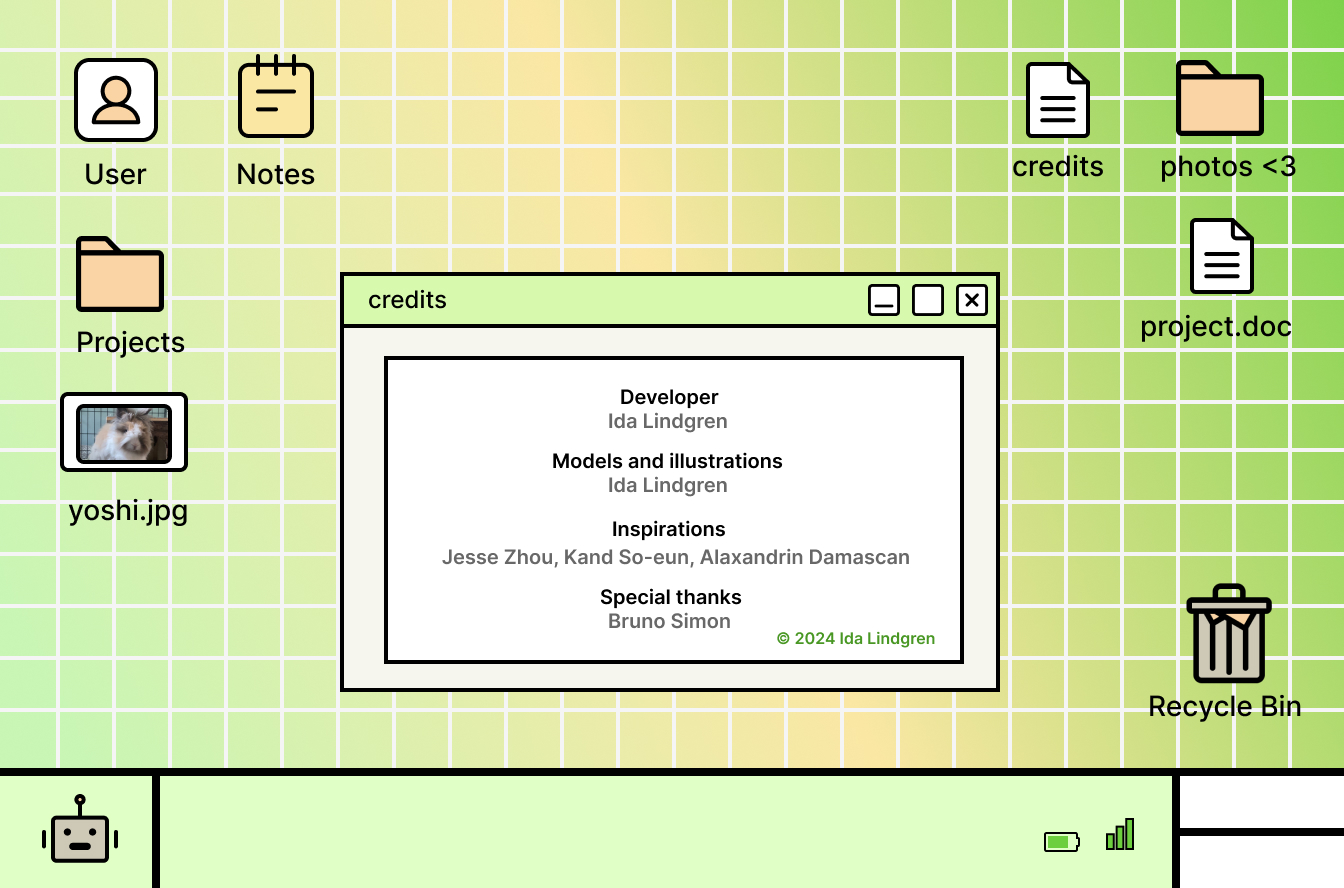 User
Notes
credits
photos <3
Projects
project.doc
yoshi.jpg
credits
Developer
Ida Lindgren
Models and illustrations
Ida Lindgren
Inspirations
Jesse Zhou, Kand So-eun, Alaxandrin Damascan
Special thanks
Bruno Simon
© 2024 Ida Lindgren
Recycle Bin